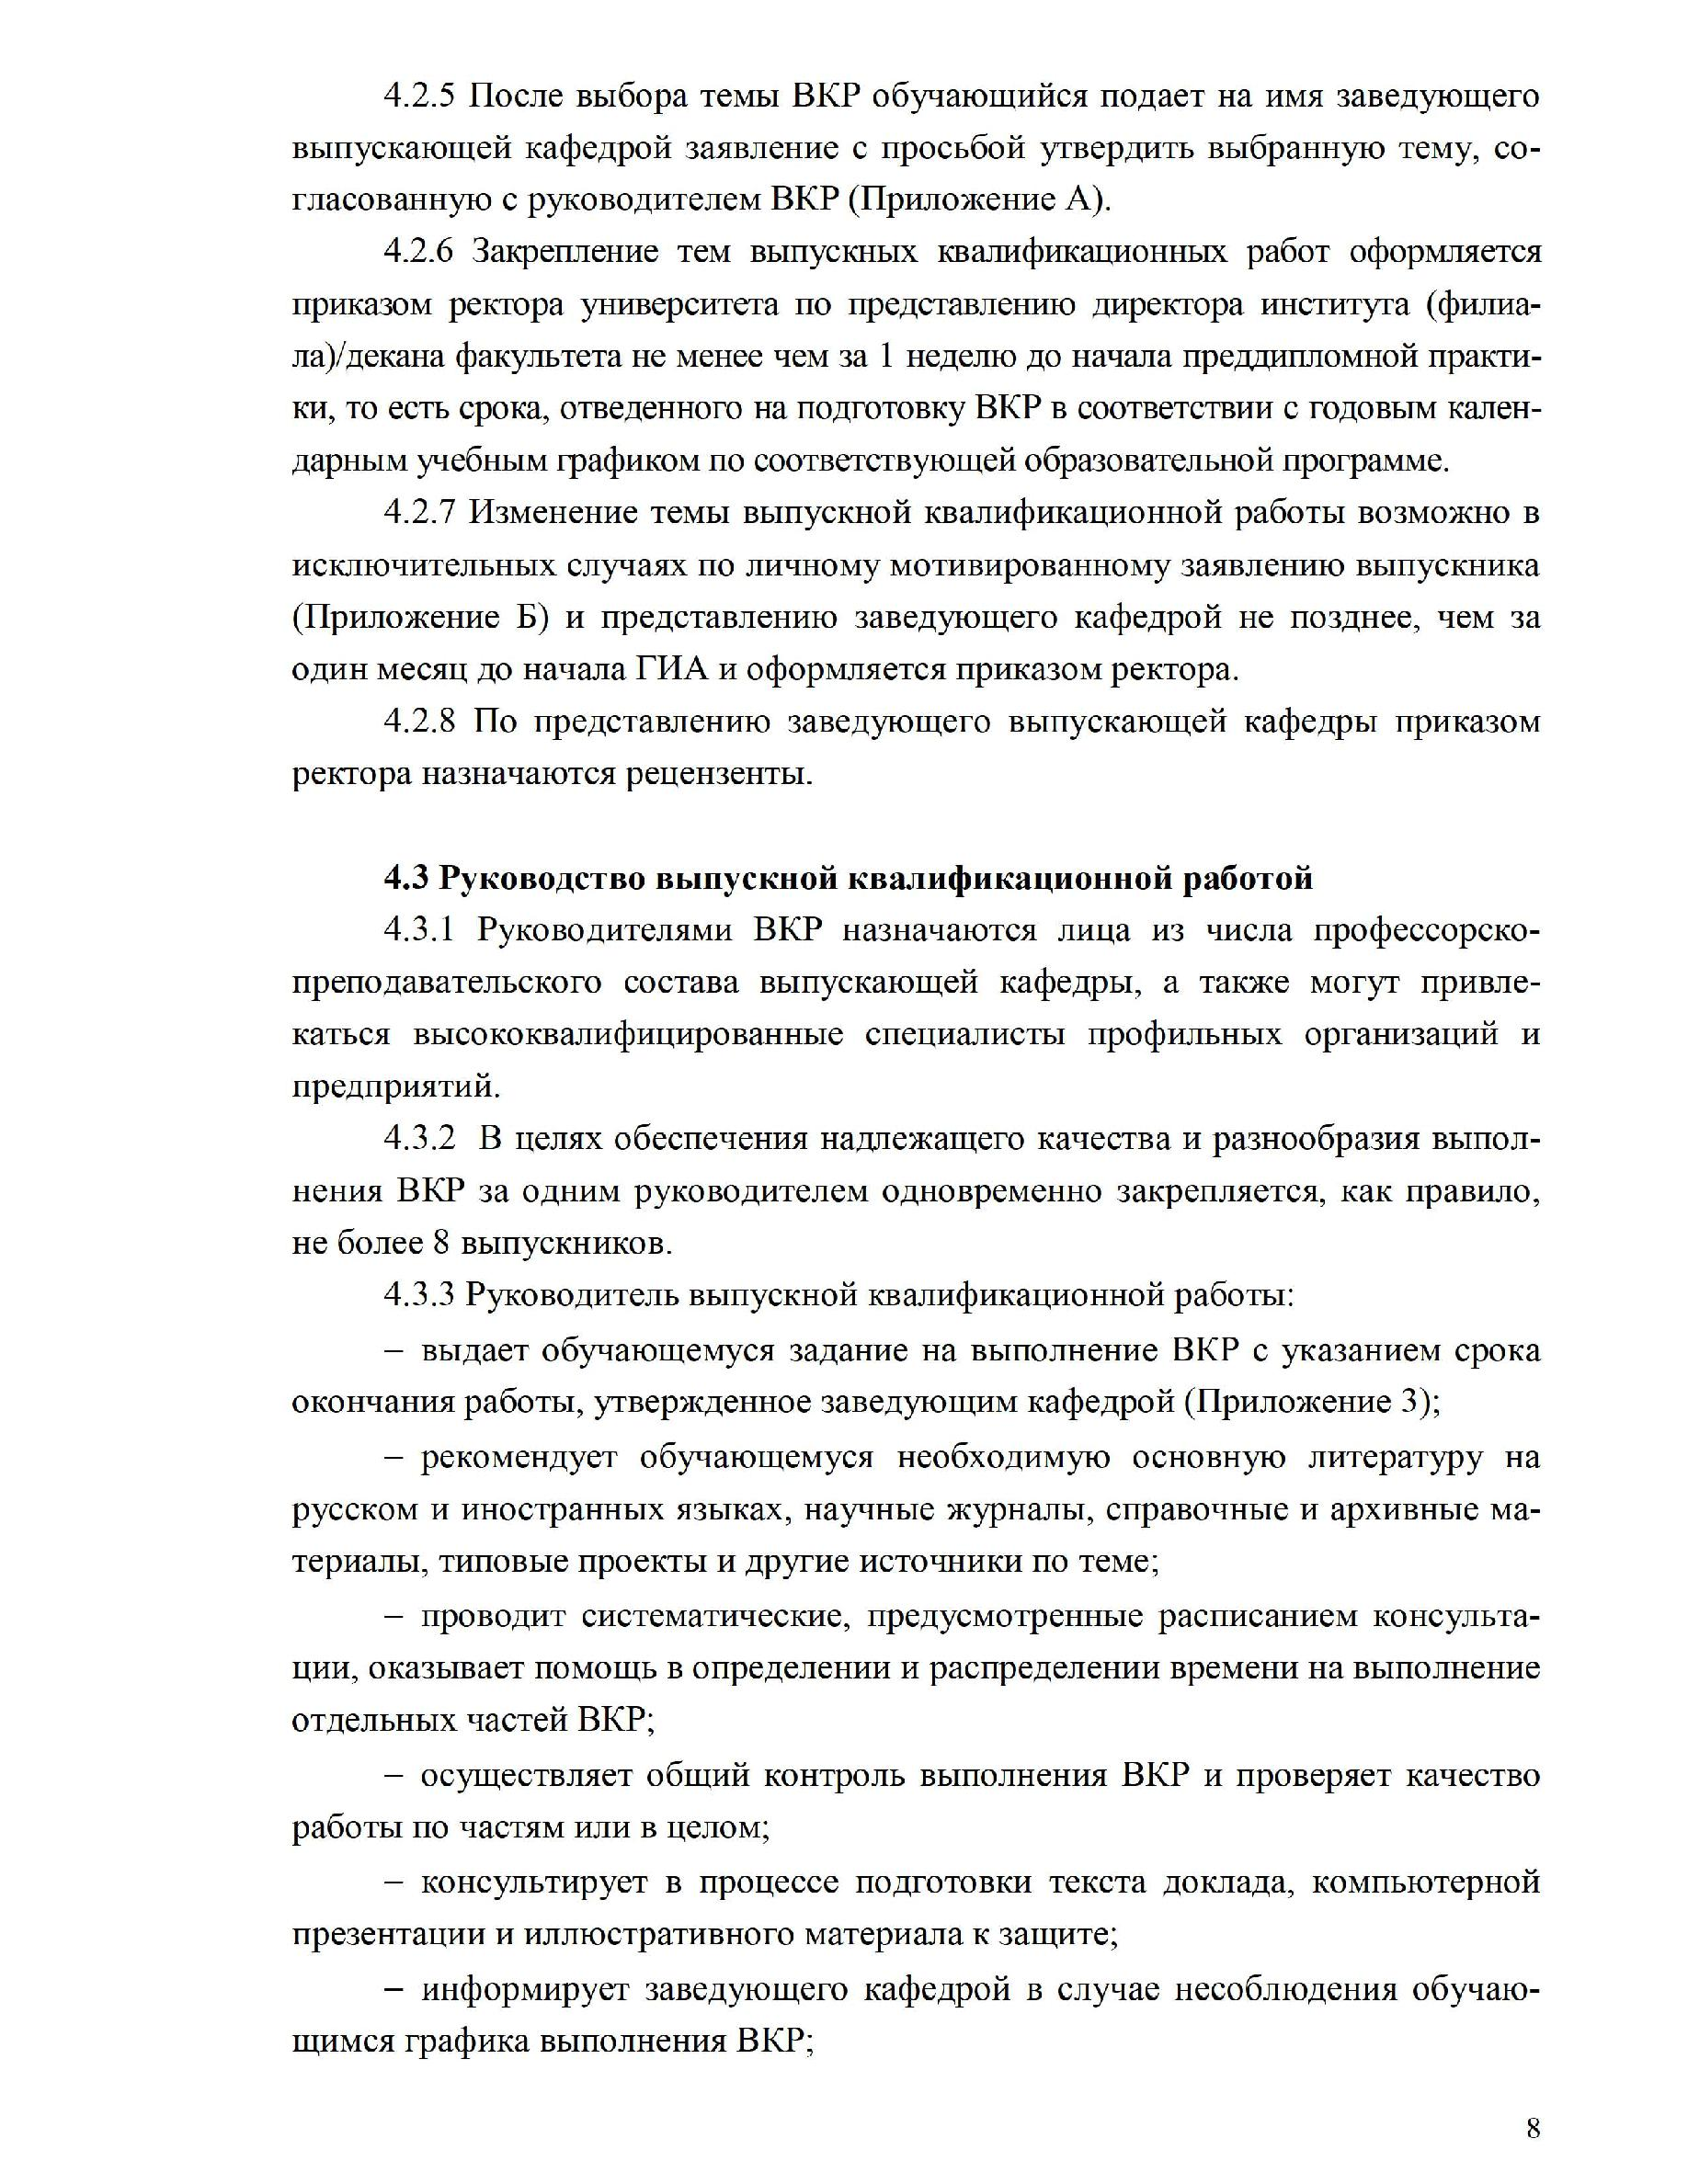 4.2.5 После выбора темы ВКР обучающийся подает на имя заведующего
выпускающей кафедрой заявление с просьбой утвердить выбранную тему, со-
гласованную с руководителем ВКР (Приложение А).
4.2.6 Закрепление тем выпускных квалификационных работ оформляется
приказом ректора университета по представлению директора института (филиа-
ла)/декана факультета не менее чем за 1 неделю до начала преддипломной практи-
ки, то есть срока, отведенного на подготовку ВКР в соответствии с годовым кален-
дарным учебным графиком по соответствующей образовательной программе.
4.2.7 Изменение темы выпускной квалификационной работы возможно в
исключительных случаях по личному мотивированному заявлению выпускника
(Приложение Б) и представлению заведующего кафедрой не позднее, чем за
один месяц до начала ГИА и оформляется приказом ректора.
4.2.8 По представлению заведующего выпускающей кафедры приказом
ректора назначаются рецензенты.
4.3 Руководство выпускной квалификационной работой
4.3.1 Руководителями ВКР назначаются лица из числа профессорско-
преподавательского состава выпускающей кафедры, а также могут привле-
каться высококвалифицированные специалисты профильных организаций и
предприятий.
4.3.2 В целях обеспечения надлежащего качества и разнообразия выпол-
нения ВКР за одним руководителем одновременно закрепляется, как правило,
не более 8 выпускников.
4.3.3 Руководитель выпускной квалификационной работы:
– выдает обучающемуся задание на выполнение ВКР с указанием срока
окончания работы, утвержденное заведующим кафедрой (Приложение 3);
– рекомендует обучающемуся необходимую основную литературу на
русском и иностранных языках, научные журналы, справочные и архивные ма-
териалы, типовые проекты и другие источники по теме;
– проводит систематические, предусмотренные расписанием консульта-
ции, оказывает помощь в определении и распределении времени на выполнение
отдельных частей ВКР;
– осуществляет общий контроль выполнения ВКР и проверяет качество
работы по частям или в целом;
– консультирует в процессе подготовки текста доклада, компьютерной
презентации и иллюстративного материала к защите;
– информирует заведующего кафедрой в случае несоблюдения обучаю-
щимся графика выполнения ВКР;
8